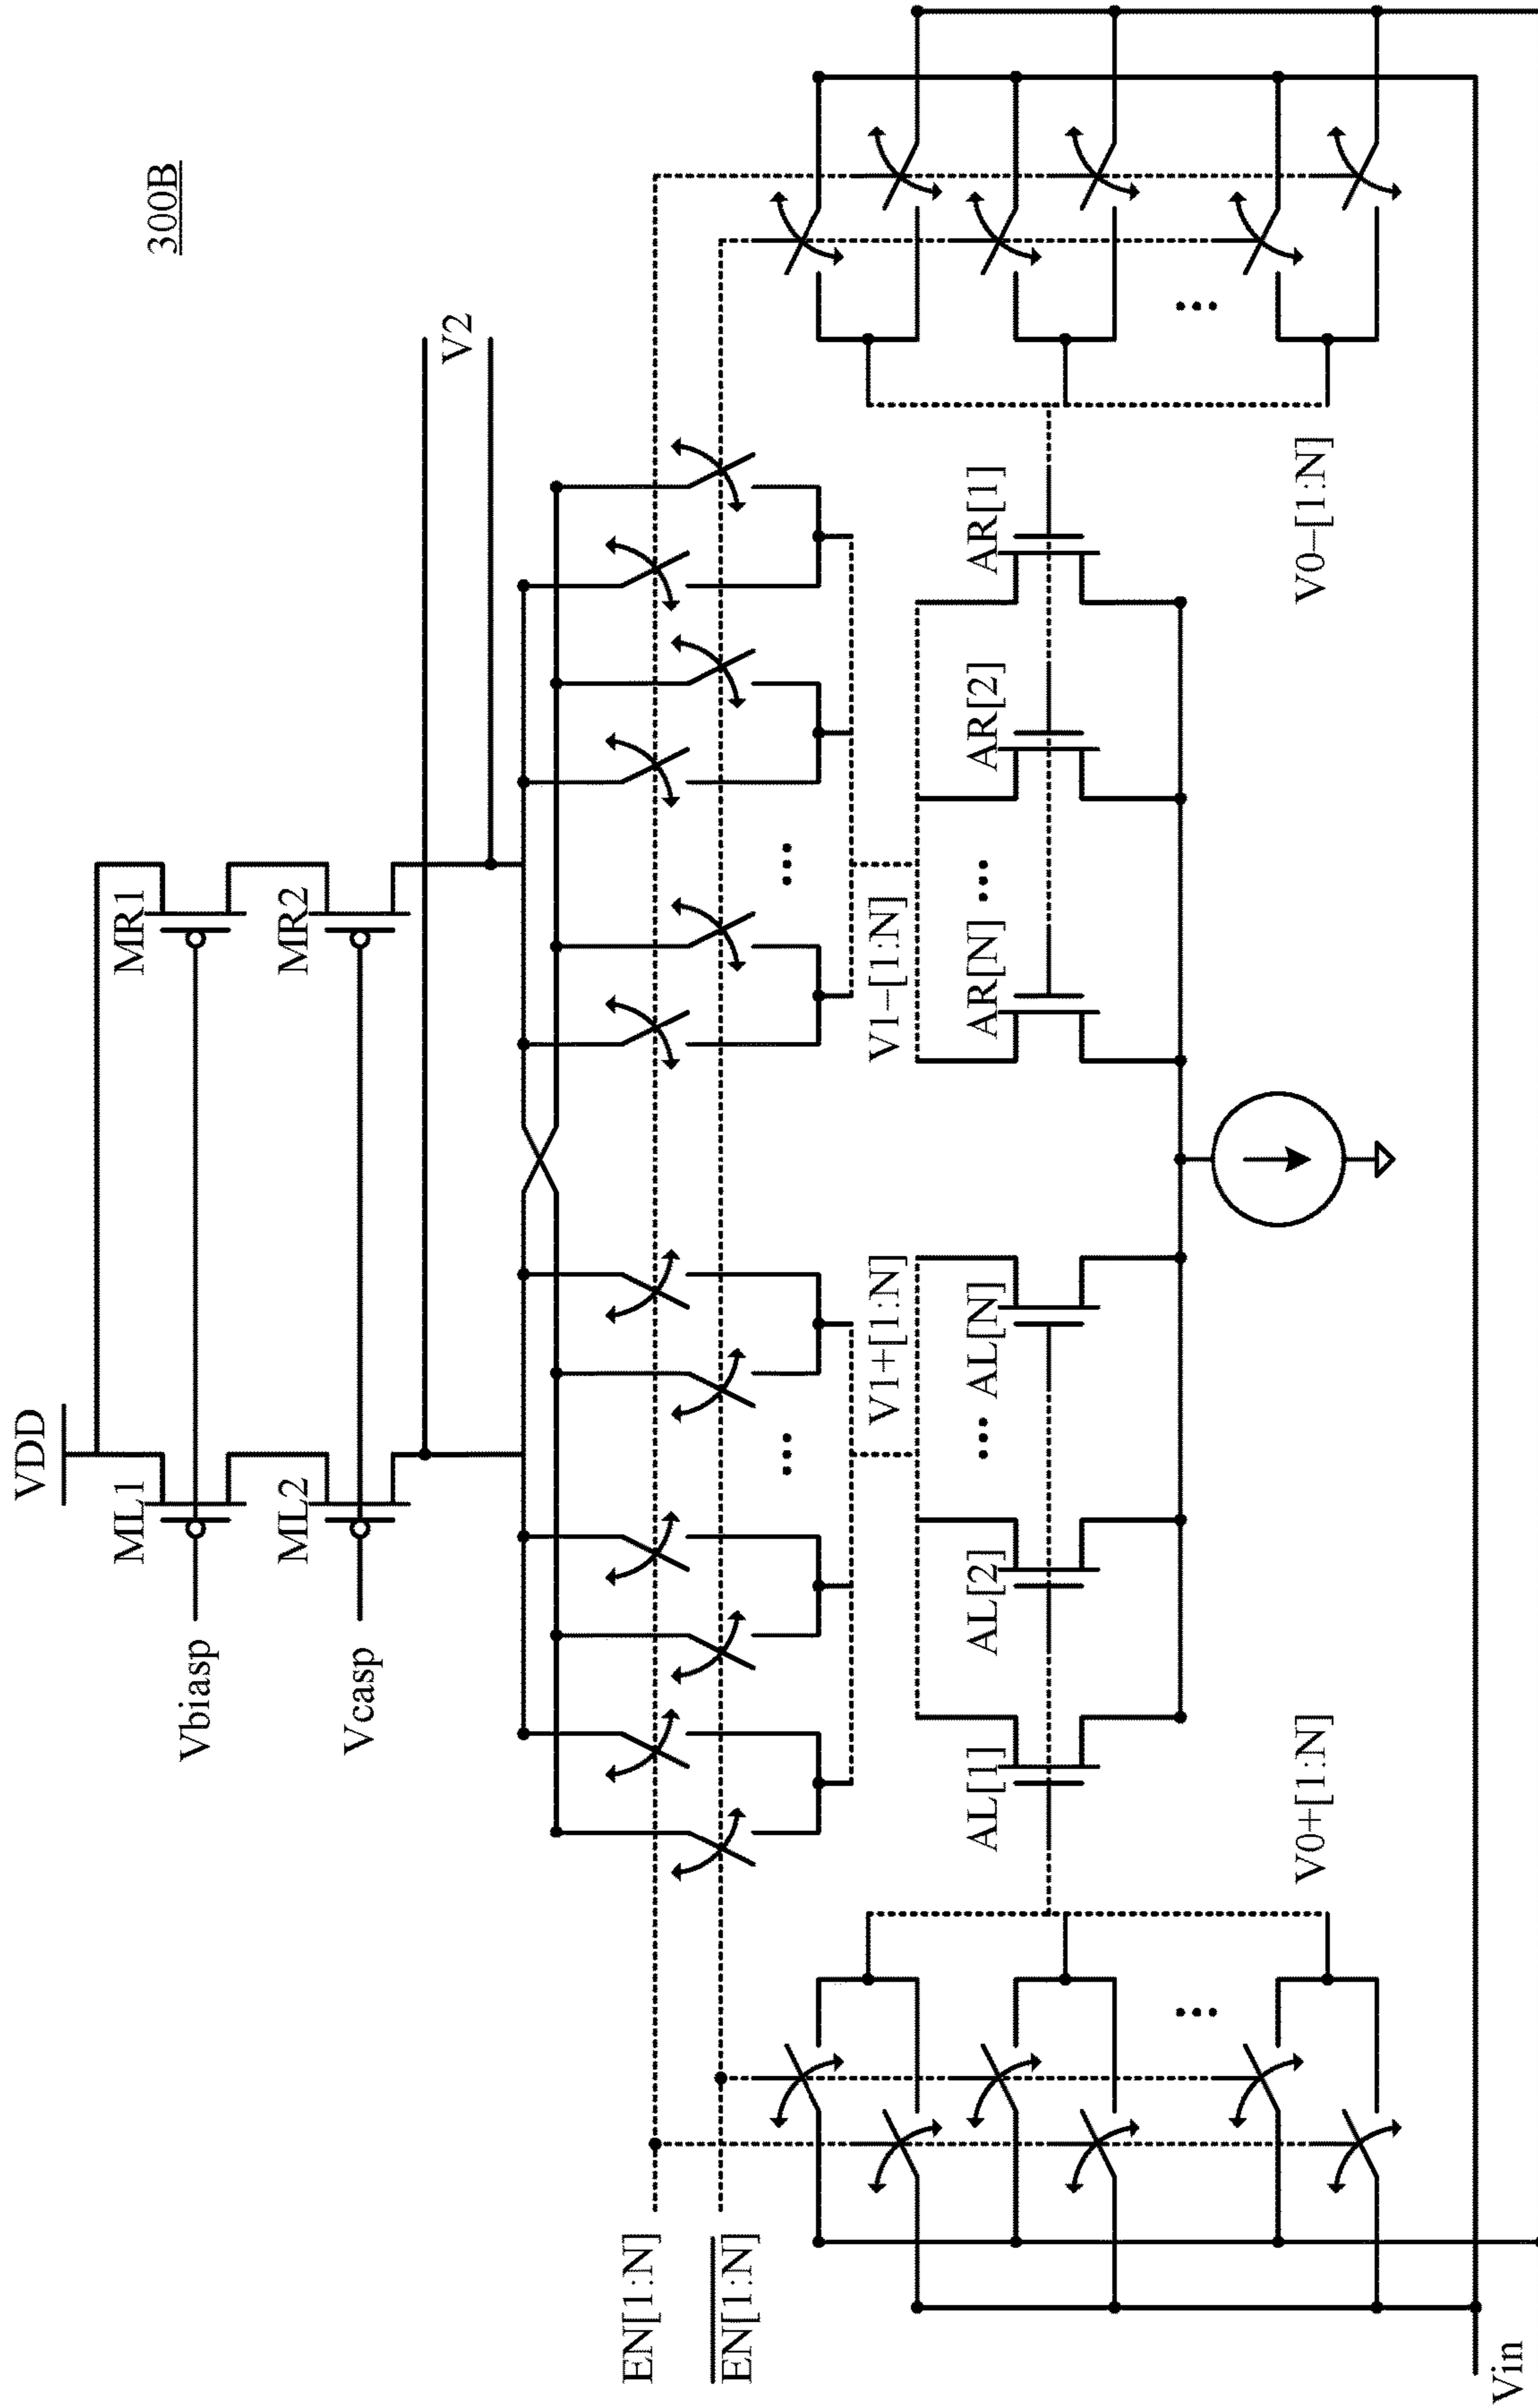 300B
VDD
ML1
MR1
Vbiasp
ML2
MR2
Vcasp
V2
EN[1:N]
EN[1:N]
...
...
V1+[1:N]
V1–[1:N]
AL[1]
AL[2]
...
AL[N]
AR[N]
...
AR[2]
AR[1]
...
...
V0+[1:N]
V0–[1:N]
Vin